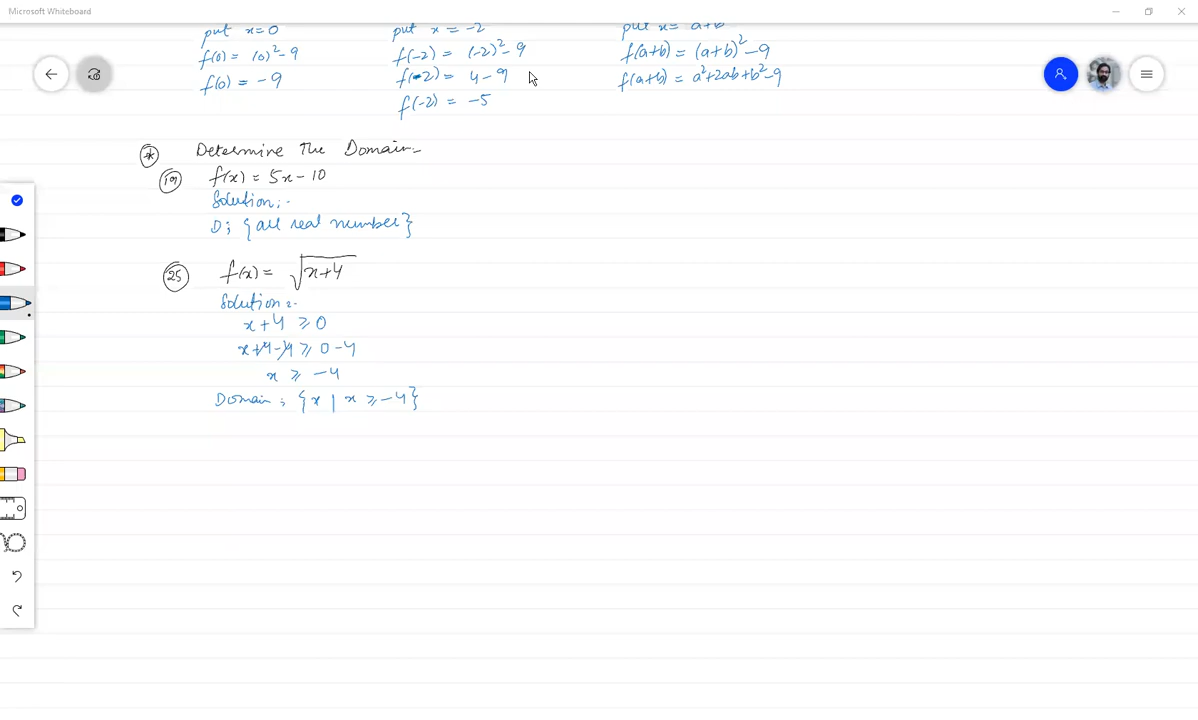 Microsoft Whiteboard
put x=0
f(0) = (0)²-9
f(0) = -9
put x = -2
f(-2) = (-2)²-9
f(-2) = 4-9
f(-2) = -5
put x = a+b
f(a+b) = (a+b)²-9
f(a+b) = a²+2ab+b²-9
* Determine The Domain:-
19 f(x) = 5x-10
Solution:-
D; {all real number}
25 f(x) = √x+4
Solution:-
x+4 ≥ 0
x+4-4 ≥ 0-4
x ≥ -4
Domain; {x | x ≥ -4}